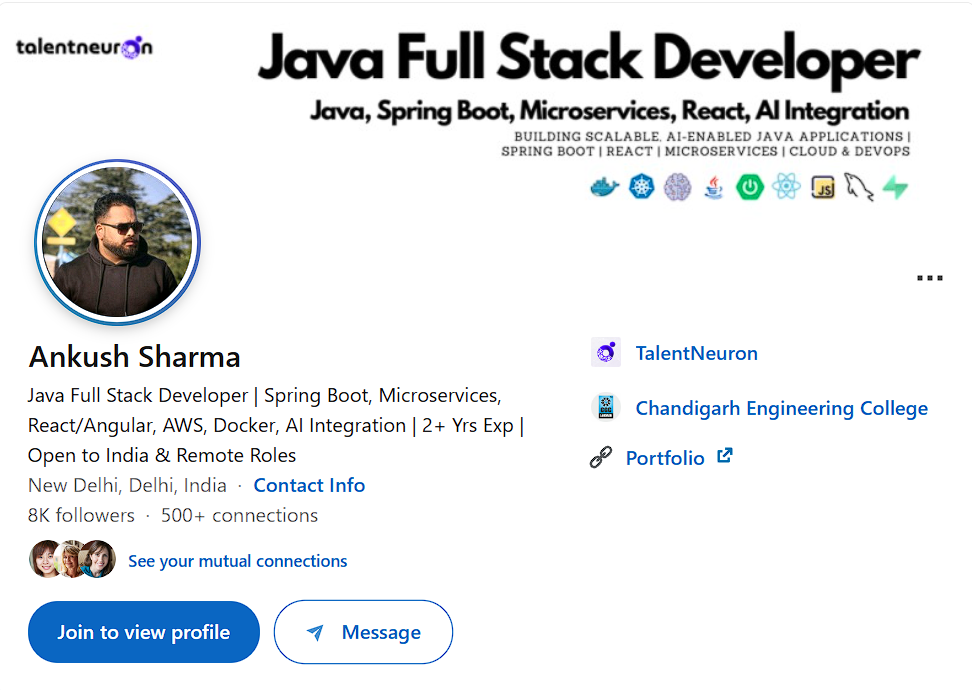 talentneuron
Java Full Stack Developer
Java, Spring Boot, Microservices, React, AI Integration
BUILDING SCALABLE, AI-ENABLED JAVA APPLICATIONS |
SPRING BOOT | REACT | MICROSERVICES | CLOUD & DEVOPS
JS
Ankush Sharma
Java Full Stack Developer | Spring Boot, Microservices,
React/Angular, AWS, Docker, AI Integration | 2+ Yrs Exp |
Open to India & Remote Roles
New Delhi, Delhi, India · Contact Info
8K followers · 500+ connections
See your mutual connections
Join to view profile
Message
TalentNeuron
Chandigarh Engineering College
Portfolio